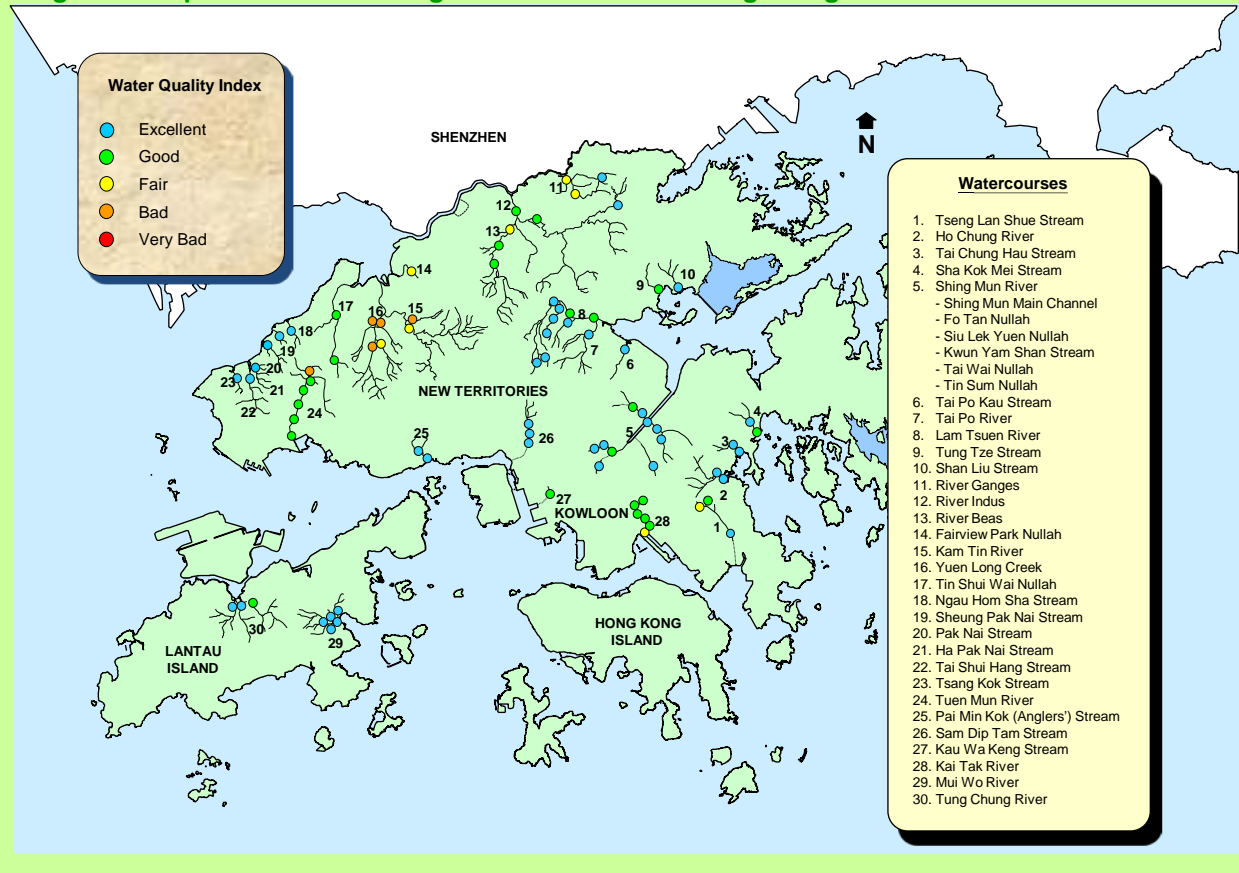 Water Quality Index
Excellent
Good
Fair
Bad
Very Bad
SHENZHEN
N
Watercourses
1. Tseng Lan Shue Stream
2. Ho Chung River
3. Tai Chung Hau Stream
4. Sha Kok Mei Stream
5. Shing Mun River
- Shing Mun Main Channel
- Fo Tan Nullah
- Siu Lek Yuen Nullah
- Kwun Yam Shan Stream
- Tai Wai Nullah
- Tin Sum Nullah
6. Tai Po Kau Stream
7. Tai Po River
8. Lam Tsuen River
9. Tung Tze Stream
10. Shan Liu Stream
11. River Ganges
12. River Indus
13. River Beas
14. Fairview Park Nullah
15. Kam Tin River
16. Yuen Long Creek
17. Tin Shui Wai Nullah
18. Ngau Hom Sha Stream
19. Sheung Pak Nai Stream
20. Pak Nai Stream
21. Ha Pak Nai Stream
22. Tai Shui Hang Stream
23. Tsang Kok Stream
24. Tuen Mun River
25. Pai Min Kok (Anglers') Stream
26. Sam Dip Tam Stream
27. Kau Wa Keng Stream
28. Kai Tak River
29. Mui Wo River
30. Tung Chung River
11
12
13
14
10
9
17
16
15
8
18
19
7
6
20
23
21
22
NEW TERRITORIES
24
4
5
26
25
3
27
2
KOWLOON
28
1
30
29
HONG KONG
ISLAND
LANTAU
ISLAND